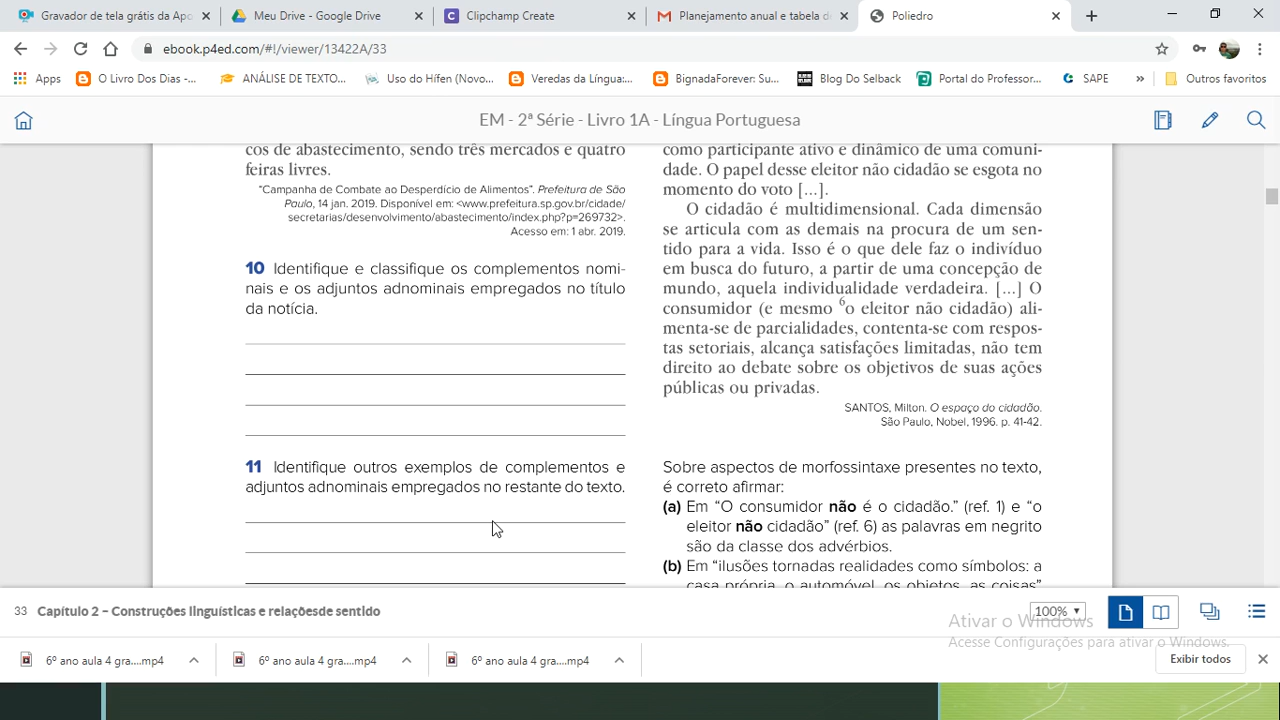 Gravador de tela grátis da Apo
Meu Drive - Google Drive
Clipchamp Create
Planejamento anual e tabela d
Poliedro
ebook.p4ed.com/#!/viewer/13422A/33
Apps
O Livro Dos Dias -...
ANÁLISE DE TEXTO...
Uso do Hífen (Novo...
Veredas da Língua:...
BignadaForever: Su...
Blog Do Selback
Portal do Professor...
SAPE
»
Outros favoritos
EM - 2ª Série - Livro 1A - Língua Portuguesa
cos de abastecimento, sendo três mercados e quatro
feiras livres.
"Campanha de Combate ao Desperdício de Alimentos". Prefeitura de São
Paulo, 14 jan. 2019. Disponível em: <www.prefeitura.sp.gov.br/cidade/
secretarias/desenvolvimento/abastecimento/index.php?p=269732>.
Acesso em: 1 abr. 2019.
10 Identifique e classifique os complementos nomi-
nais e os adjuntos adnominais empregados no título
da notícia.
11 Identifique outros exemplos de complementos e
adjuntos adnominais empregados no restante do texto.
como participante ativo e dinâmico de uma comuni-
dade. O papel desse eleitor não cidadão se esgota no
momento do voto [...].
O cidadão é multidimensional. Cada dimensão
se articula com as demais na procura de um sen-
tido para a vida. Isso é o que dele faz o indivíduo
em busca do futuro, a partir de uma concepção de
mundo, aquela individualidade verdadeira. [...] O
consumidor (e mesmo 6o eleitor não cidadão) ali-
menta-se de parcialidades, contenta-se com respos-
tas setoriais, alcança satisfações limitadas, não tem
direito ao debate sobre os objetivos de suas ações
públicas ou privadas.
SANTOS, Milton. O espaço do cidadão.
São Paulo, Nobel, 1996. p. 41-42.
Sobre aspectos de morfossintaxe presentes no texto,
é correto afirmar:
(a) Em "O consumidor não é o cidadão." (ref. 1) e "o
eleitor não cidadão" (ref. 6) as palavras em negrito
são da classe dos advérbios.
(b) Em "ilusões tornadas realidades como símbolos: a
casa própria, o automóvel, os objetos, as coisas"
33 Capítulo 2 – Construções linguísticas e relaçõesde sentido
100%
Ativar o Windows
Acesse Configurações para ativar o Windows.
6º ano aula 4 gra....mp4
6º ano aula 4 gra....mp4
6º ano aula 4 gra....mp4
Exibir todos